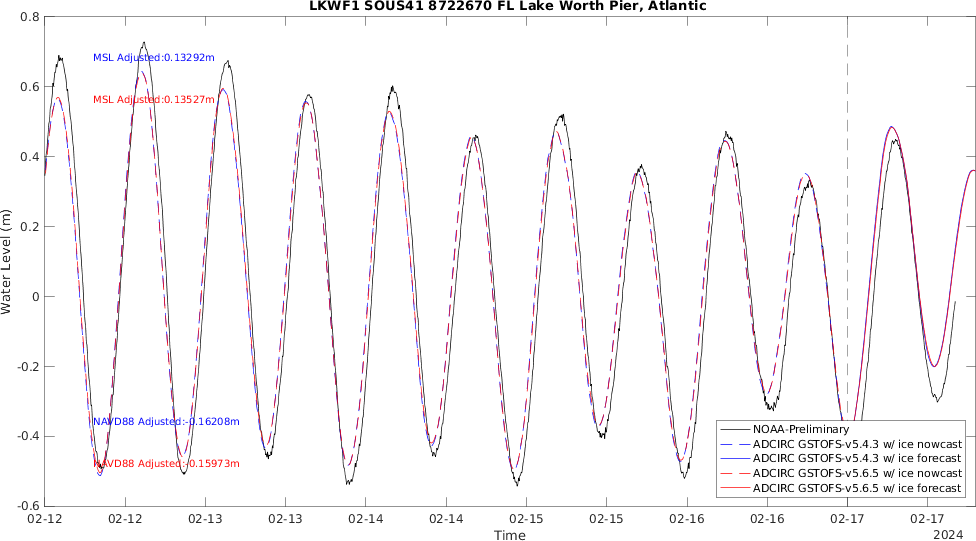 LKWF1 SOUS41 8722670 FL Lake Worth Pier, Atlantic
0.8
0.6
0.4
0.2
0
-0.2
-0.4
-0.6
Water Level (m)
MSL Adjusted:0.13292m
MSL Adjusted:0.13527m
NAVD88 Adjusted:-0.16208m
NAVD88 Adjusted:-0.15973m
NOAA-Preliminary
ADCIRC GSTOFS-v5.4.3 w/ ice nowcast
ADCIRC GSTOFS-v5.4.3 w/ ice forecast
ADCIRC GSTOFS-v5.6.5 w/ ice nowcast
ADCIRC GSTOFS-v5.6.5 w/ ice forecast
02-12 02-12 02-13 02-13 02-14 02-14 02-15 02-15 02-16 02-16 02-17 02-17
Time
2024